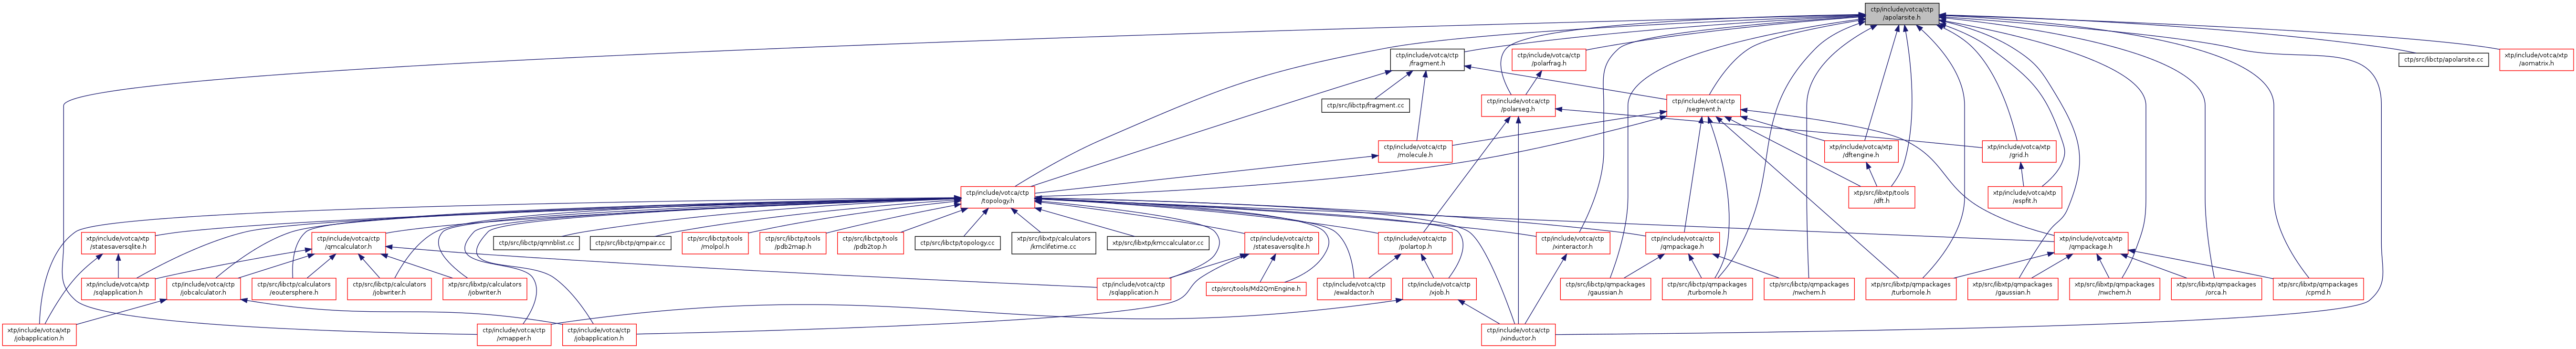 ctp/include/votca/ctp
/apolarsite.h
ctp/include/votca/ctp
/fragment.h
ctp/include/votca/ctp
/polarfrag.h
ctp/src/libctp/apolarsite.cc
xtp/include/votca/xtp
/aomatrix.h
ctp/src/libctp/fragment.cc
ctp/include/votca/ctp
/polarseg.h
ctp/include/votca/ctp
/segment.h
ctp/include/votca/ctp
/molecule.h
xtp/include/votca/xtp
/dftengine.h
xtp/include/votca/xtp
/grid.h
ctp/include/votca/ctp
/topology.h
xtp/src/libxtp/tools
/dft.h
xtp/include/votca/xtp
/espfit.h
xtp/include/votca/xtp
/statesaversqlite.h
ctp/include/votca/ctp
/qmcalculator.h
ctp/src/libctp/qmnblist.cc
ctp/src/libctp/qmpair.cc
ctp/src/libctp/tools
/molpol.h
ctp/src/libctp/tools
/pdb2map.h
ctp/src/libctp/tools
/pdb2top.h
ctp/src/libctp/topology.cc
xtp/src/libxtp/calculators
/kmclifetime.cc
xtp/src/libxtp/kmccalculator.cc
ctp/include/votca/ctp
/statesaversqlite.h
ctp/include/votca/ctp
/polartop.h
ctp/include/votca/ctp
/xinteractor.h
ctp/include/votca/ctp
/qmpackage.h
xtp/include/votca/xtp
/qmpackage.h
xtp/include/votca/xtp
/sqlapplication.h
ctp/include/votca/ctp
/jobcalculator.h
ctp/src/libctp/calculators
/eoutersphere.h
ctp/src/libctp/calculators
/jobwriter.h
xtp/src/libxtp/calculators
/jobwriter.h
ctp/include/votca/ctp
/sqlapplication.h
ctp/src/tools/Md2QmEngine.h
ctp/include/votca/ctp
/ewaldactor.h
ctp/include/votca/ctp
/xjob.h
ctp/src/libctp/qmpackages
/gaussian.h
ctp/src/libctp/qmpackages
/turbomole.h
ctp/src/libctp/qmpackages
/nwchem.h
xtp/src/libxtp/qmpackages
/turbomole.h
xtp/src/libxtp/qmpackages
/gaussian.h
xtp/src/libxtp/qmpackages
/nwchem.h
xtp/src/libxtp/qmpackages
/orca.h
xtp/src/libxtp/qmpackages
/cpmd.h
xtp/include/votca/xtp
/jobapplication.h
ctp/include/votca/ctp
/xmapper.h
ctp/include/votca/ctp
/jobapplication.h
ctp/include/votca/ctp
/xinductor.h